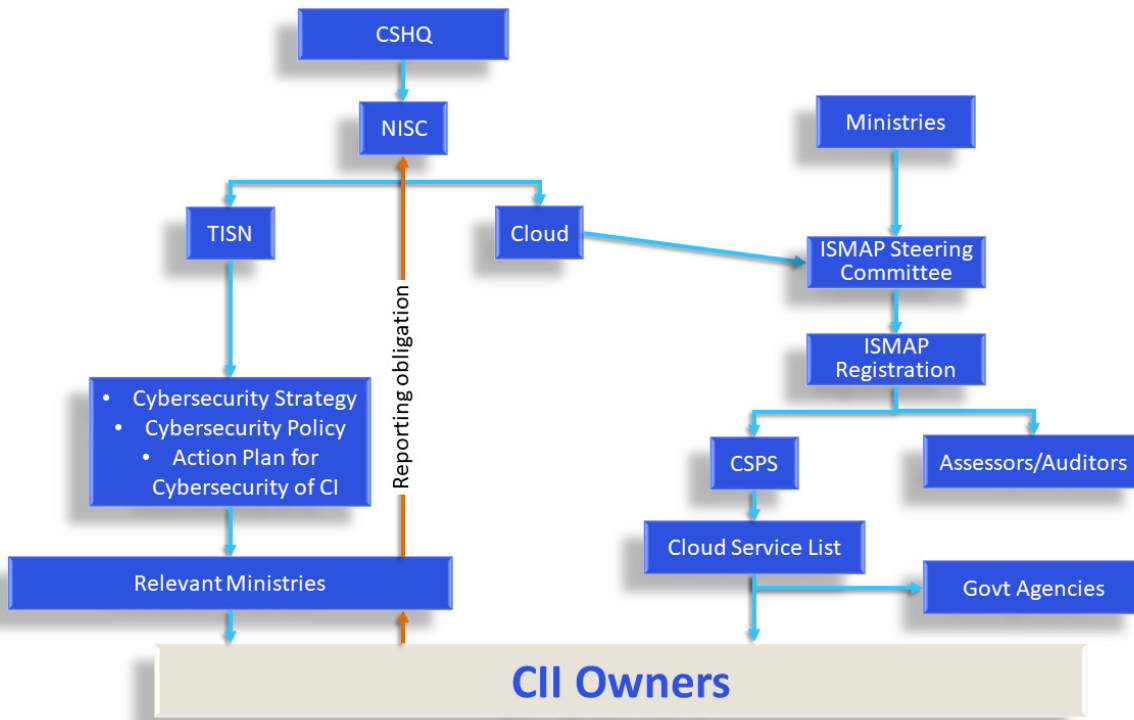 CSHQ
NISC
Ministries
TISN
Cloud
ISMAP Steering
Committee
Reporting obligation
ISMAP
Registration
• Cybersecurity Strategy
• Cybersecurity Policy
• Action Plan for
Cybersecurity of CI
CSPS
Assessors/Auditors
Cloud Service List
Relevant Ministries
Govt Agencies
CII Owners